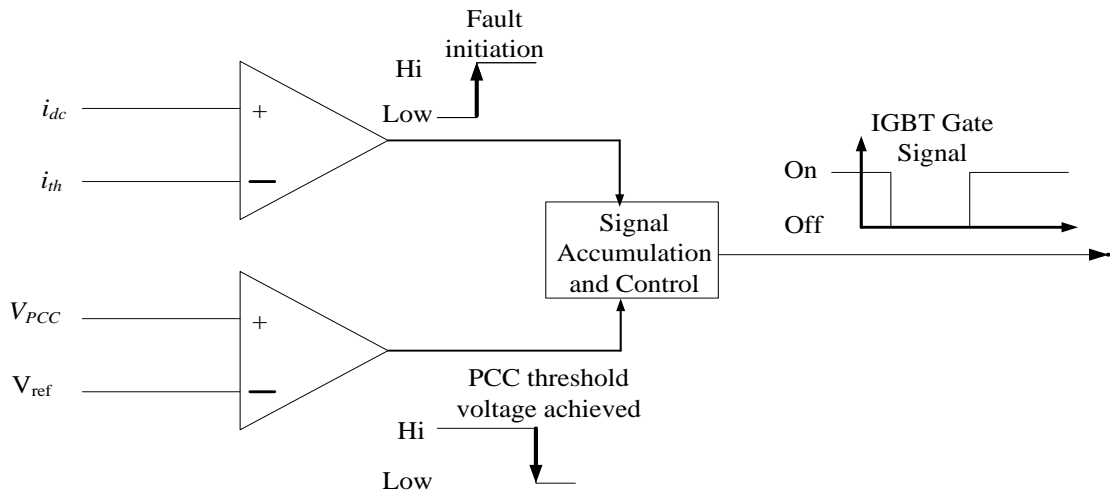 Fault
initiation
Hi
Low
i_dc
+
i_th
−
IGBT Gate
Signal
On
Off
Signal
Accumulation
and Control
V_PCC
+
V_ref
−
PCC threshold
voltage achieved
Hi
Low